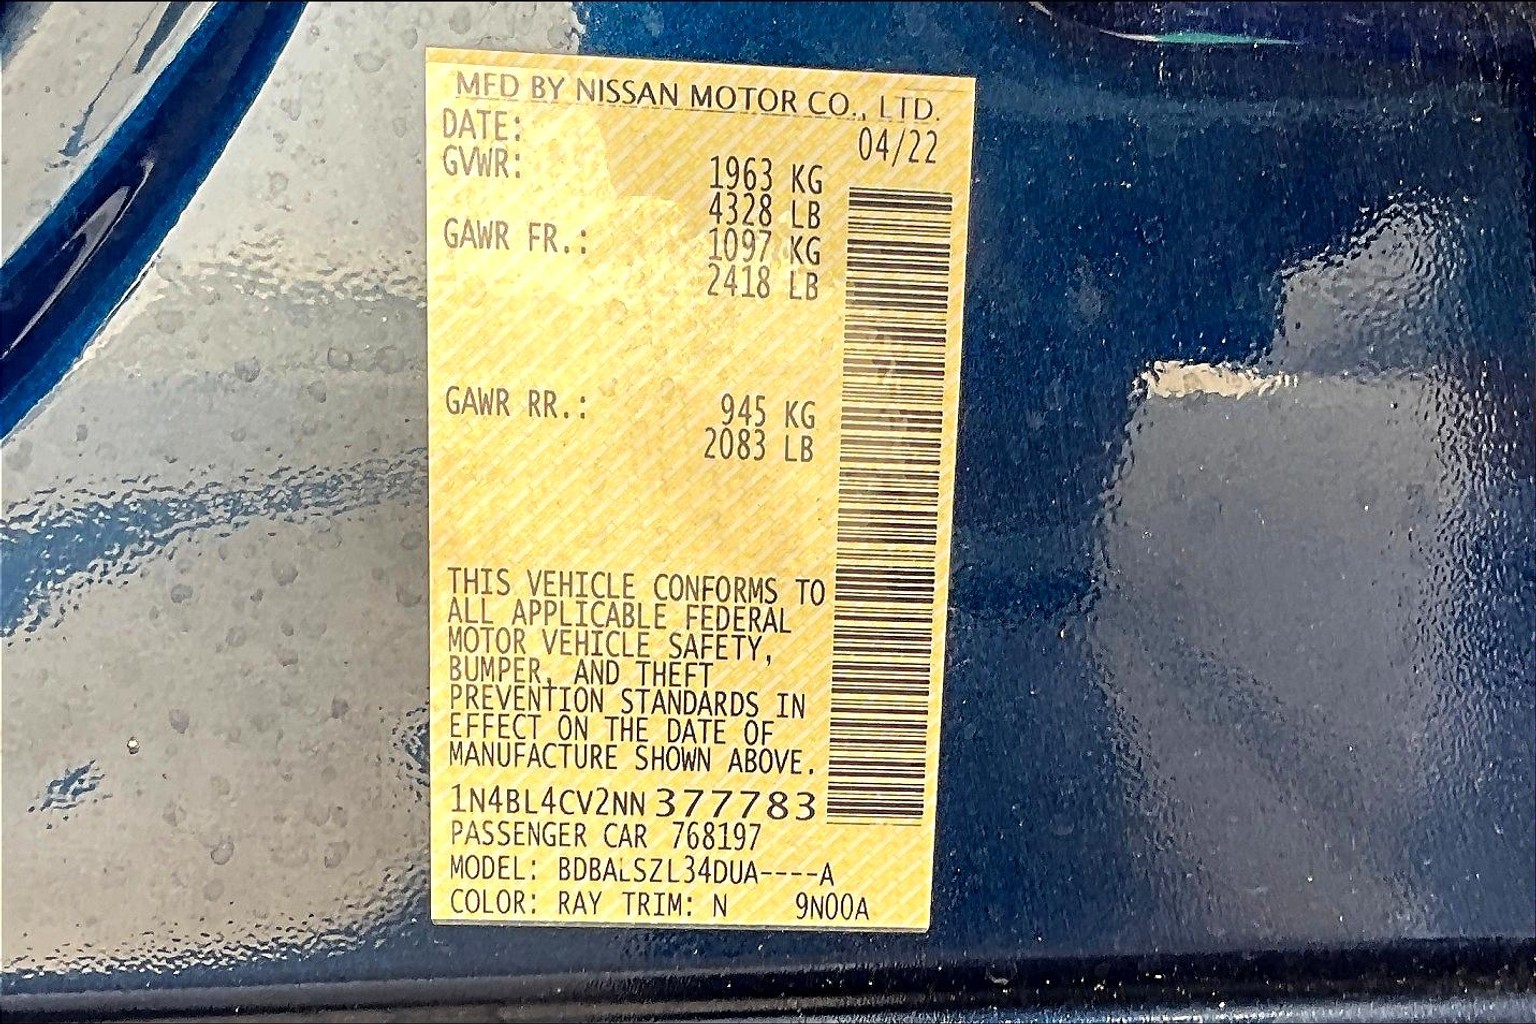 MFD BY NISSAN MOTOR CO., LTD.
DATE: 04/22
GVWR: 1963 KG
4328 LB
GAWR FR.: 1097 KG
2418 LB
GAWR RR.: 945 KG
2083 LB
THIS VEHICLE CONFORMS TO
ALL APPLICABLE FEDERAL
MOTOR VEHICLE SAFETY,
BUMPER, AND THEFT
PREVENTION STANDARDS IN
EFFECT ON THE DATE OF
MANUFACTURE SHOWN ABOVE.
1N4BL4CV2NN377783
PASSENGER CAR 768197
MODEL: BDBALSZL34DUA----A
COLOR: RAY TRIM: N 9N00A